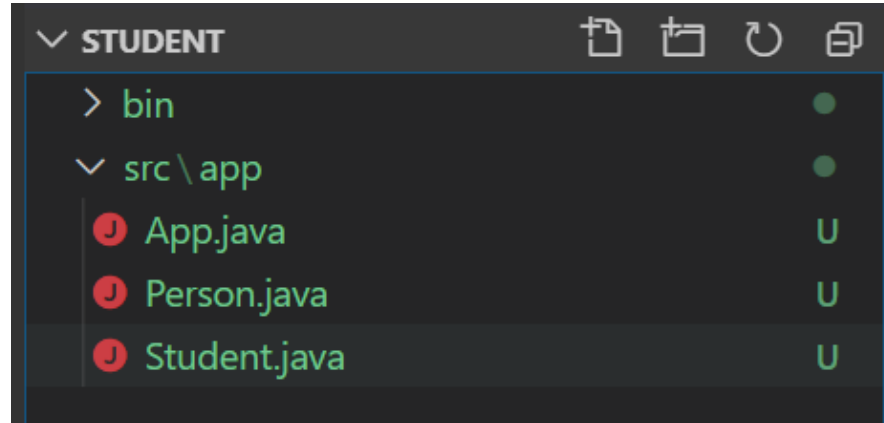 STUDENT
bin
src\app
J App.java U
J Person.java U
J Student.java U